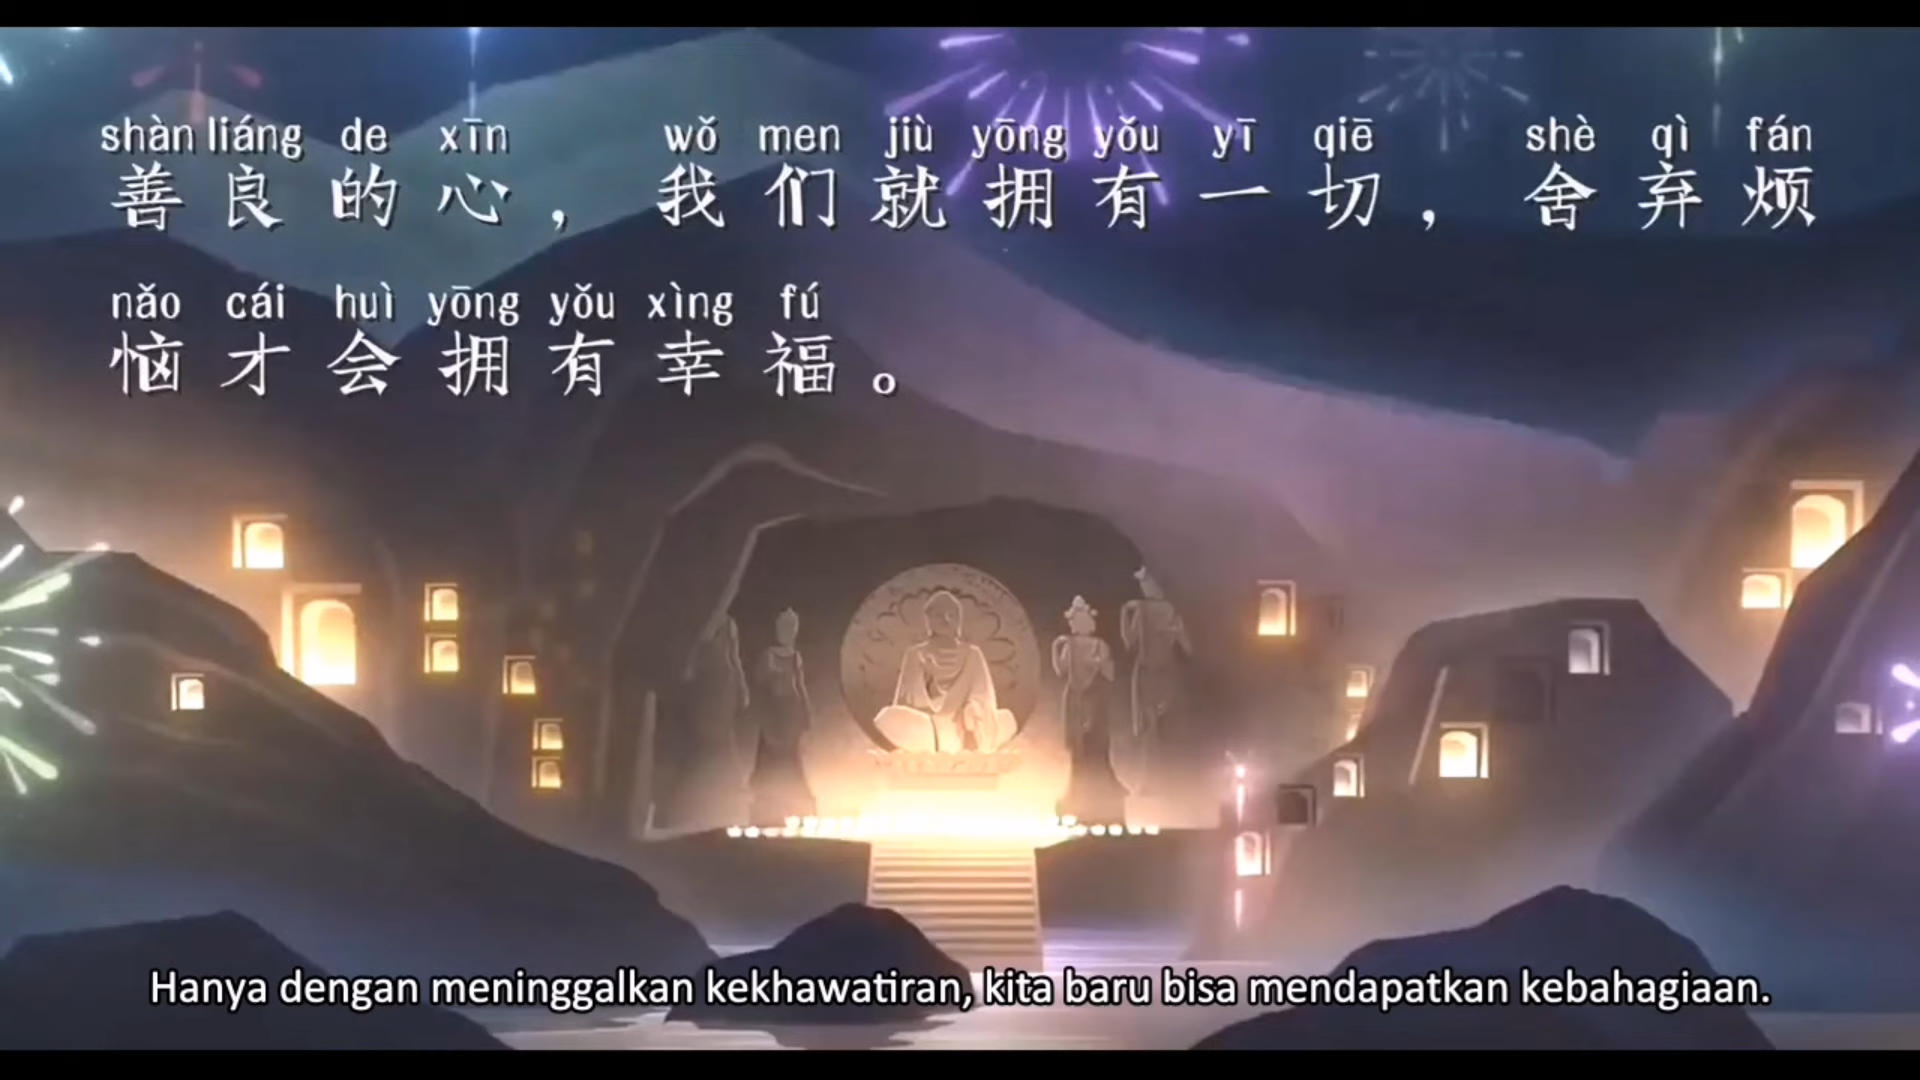 shàn liáng de xīn wǒ men jiù yōng yǒu yī qiē shè qì fán
善良的心，我们就拥有一切，舍弃烦
nǎo cái huì yōng yǒu xìng fú
恼才会拥有幸福。
Hanya dengan meninggalkan kekhawatiran, kita baru bisa mendapatkan kebahagiaan.